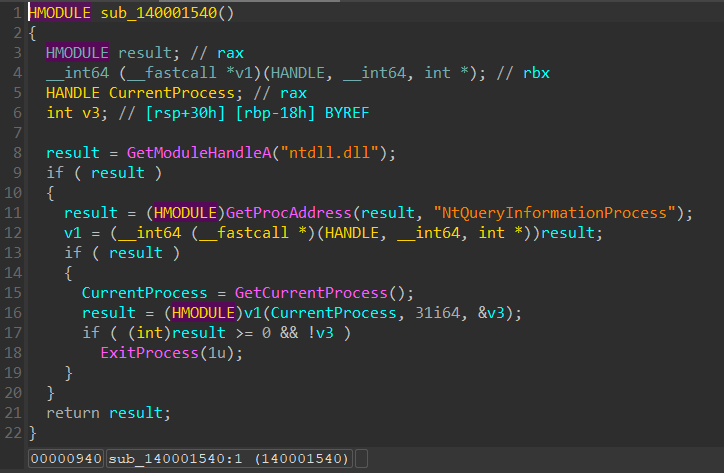 1 HMODULE sub_140001540()
2 {
3 HMODULE result; // rax
4 __int64 (__fastcall *v1)(HANDLE, __int64, int *); // rbx
5 HANDLE CurrentProcess; // rax
6 int v3; // [rsp+30h] [rbp-18h] BYREF
7
8 result = GetModuleHandleA("ntdll.dll");
9 if ( result )
10 {
11 result = (HMODULE)GetProcAddress(result, "NtQueryInformationProcess");
12 v1 = (__int64 (__fastcall *)(HANDLE, __int64, int *))result;
13 if ( result )
14 {
15 CurrentProcess = GetCurrentProcess();
16 result = (HMODULE)v1(CurrentProcess, 31i64, &v3);
17 if ( (int)result >= 0 && !v3 )
18 ExitProcess(1u);
19 }
20 }
21 return result;
22 }
00000940 sub_140001540:1 (140001540)